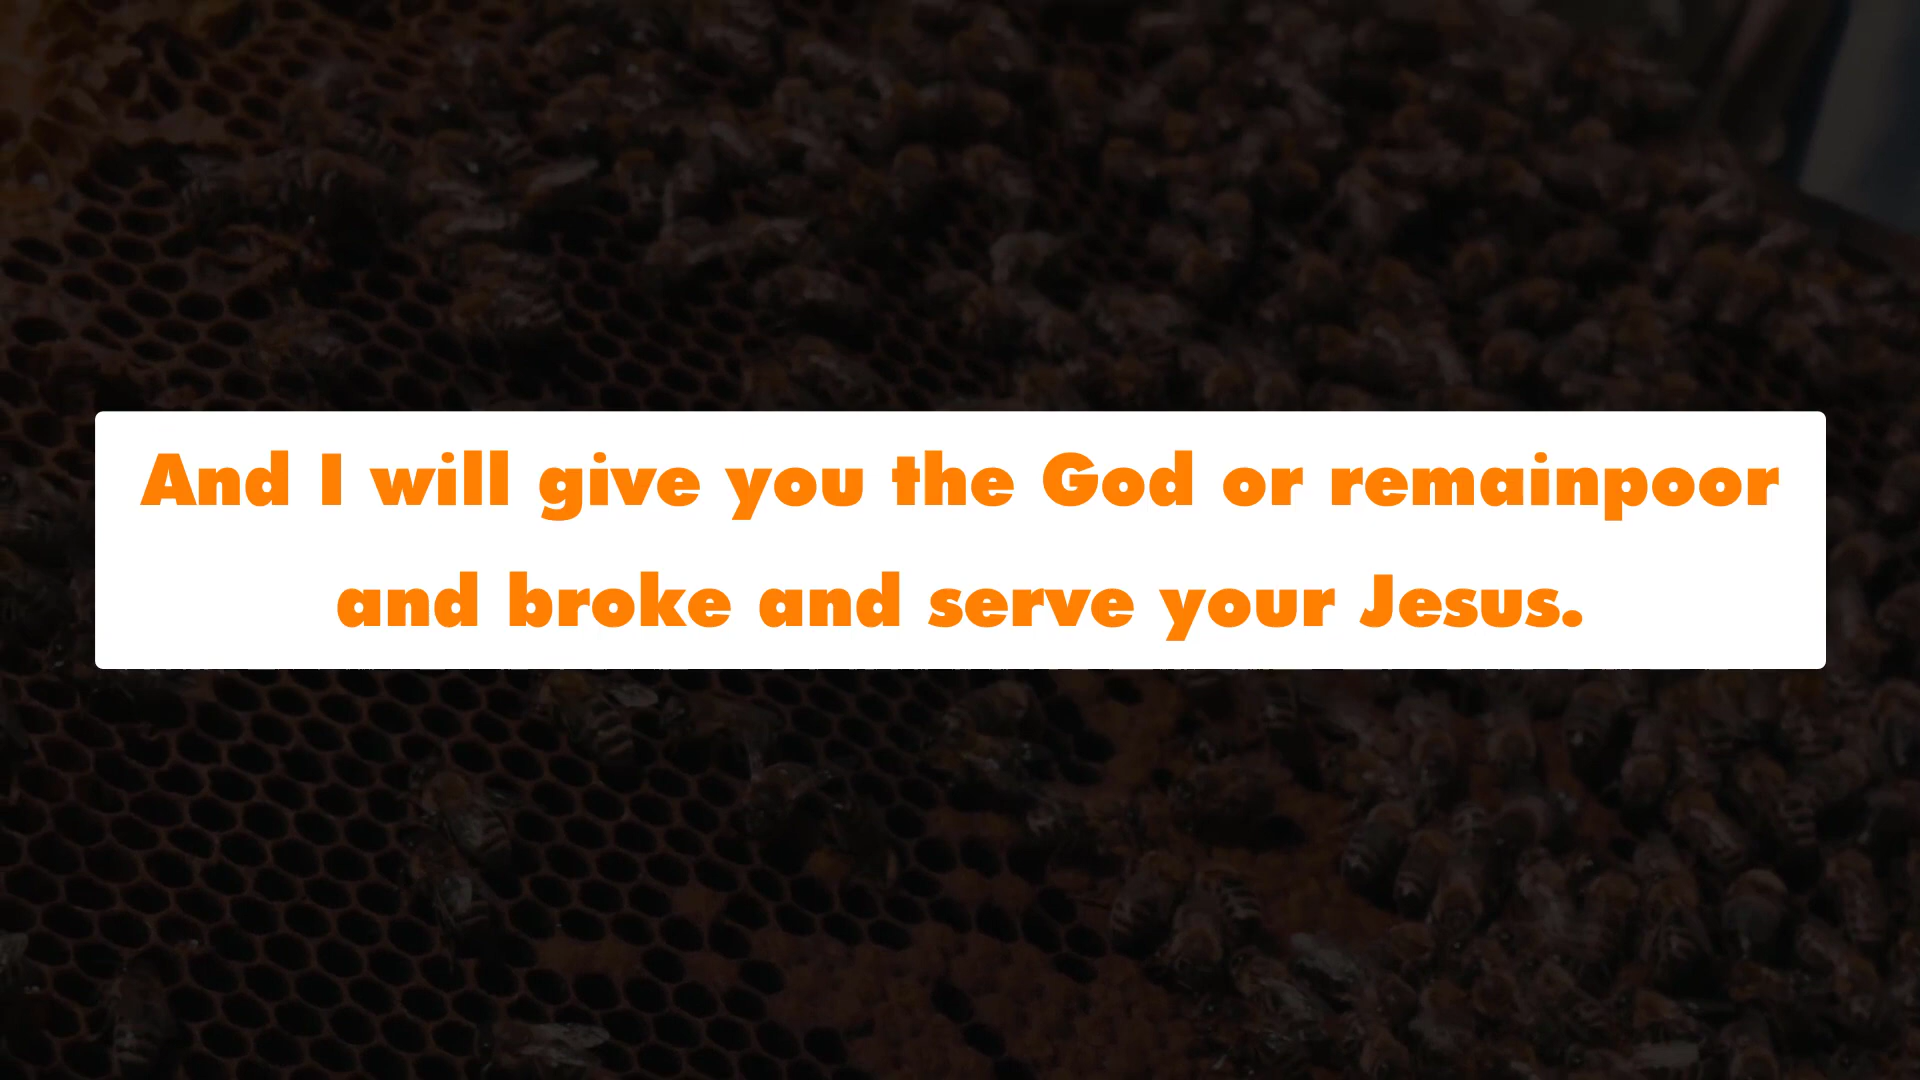 And I will give you the God or remainpoor
and broke and serve your Jesus.